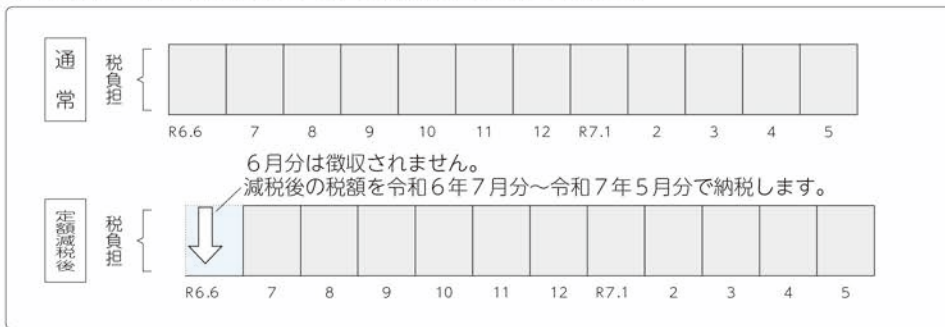 通常
税負担
R6.6 7 8 9 10 11 12 R7.1 2 3 4 5
6月分は徴収されません。
減税後の税額を令和6年7月分～令和7年5月分で納税します。
定額減税後
税負担
R6.6 7 8 9 10 11 12 R7.1 2 3 4 5